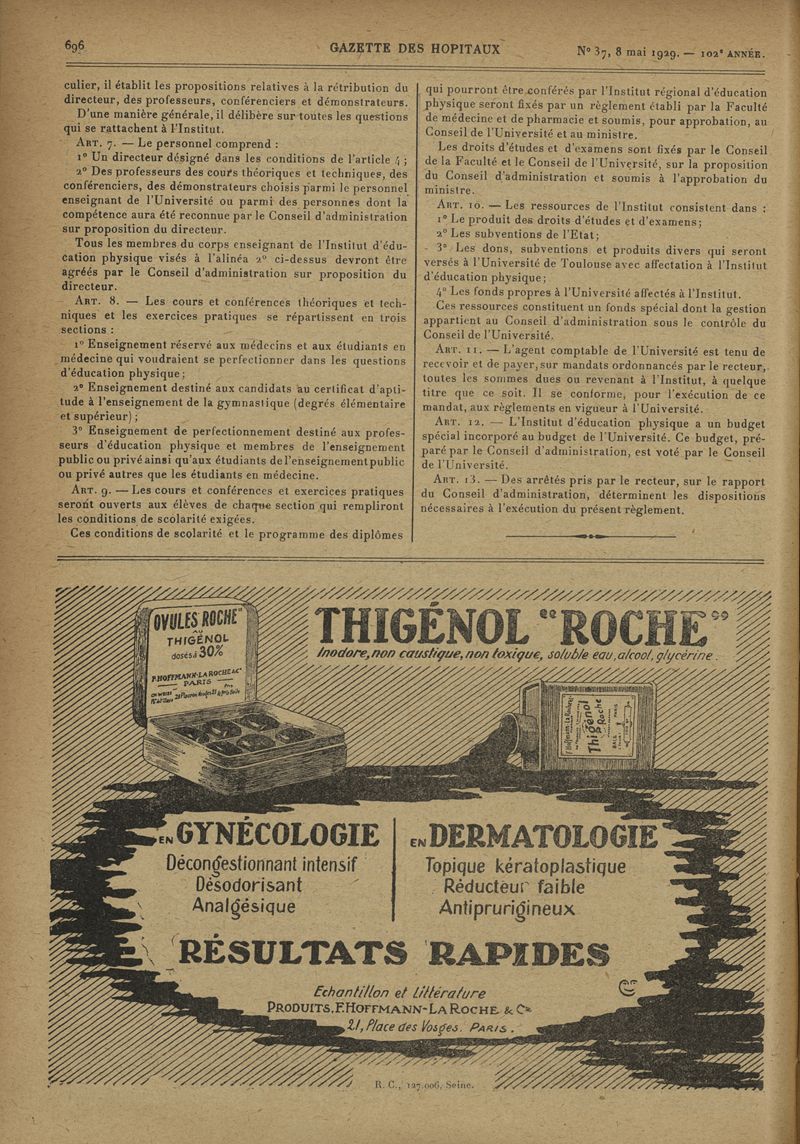 696
GAZETTE DES HOPITAUX
N° 37, 8 mai 1929. — 102e ANNÉE.
culier, il établit les propositions relatives à la rétribution du
directeur, des professeurs, conférenciers et démonstrateurs.
D'une manière générale, il délibère sur toutes les questions
qui se rattachent à l'Institut.
ART. 7. — Le personnel comprend :
1° Un directeur désigné dans les conditions de l'article 4 ;
2° Des professeurs des cours théoriques et techniques, des
conférenciers, des démonstrateurs choisis parmi le personnel
enseignant de l'Université ou parmi des personnes dont la
compétence aura été reconnue par le Conseil d'administration
sur proposition du directeur.
Tous les membres du corps enseignant de l'Institut d'édu-
cation physique visés à l'alinéa 2° ci-dessus devront être
agréés par le Conseil d'administration sur proposition du
directeur.
ART. 8. — Les cours et conférences théoriques et tech-
niques et les exercices pratiques se répartissent en trois
sections :
1° Enseignement réservé aux médecins et aux étudiants en
médecine qui voudraient se perfectionner dans les questions
d'éducation physique ;
2° Enseignement destiné aux candidats au certificat d'apti-
tude à l'enseignement de la gymnastique (degrés élémentaire
et supérieur) ;
3° Enseignement de perfectionnement destiné aux profes-
seurs d'éducation physique et membres de l'enseignement
public ou privé ainsi qu'aux étudiants de l'enseignement public
ou privé autres que les étudiants en médecine.
ART. 9. — Les cours et conférences et exercices pratiques
seront ouverts aux élèves de chaque section qui rempliront
les conditions de scolarité exigées.
Ces conditions de scolarité et le programme des diplômes
qui pourront être conférés par l'Institut régional d'éducation
physique seront fixés par un règlement établi par la Faculté
de médecine et de pharmacie et soumis, pour approbation, au
Conseil de l'Université et au ministre.
Les droits d'études et d'examens sont fixés par le Conseil
de la Faculté et le Conseil de l'Université, sur la proposition
du Conseil d'administration et soumis à l'approbation du
ministre.
ART. 10. — Les ressources de l'Institut consistent dans :
1° Le produit des droits d'études et d'examens ;
2° Les subventions de l'Etat ;
3° Les dons, subventions et produits divers qui seront
versés à l'Université de Toulouse avec affectation à l'Institut
d'éducation physique ;
4° Les fonds propres à l'Université affectés à l'Institut.
Ces ressources constituent un fonds spécial dont la gestion
appartient au Conseil d'administration sous le contrôle du
Conseil de l'Université.
ART. 11. — L'agent comptable de l'Université est tenu de
recevoir et de payer, sur mandats ordonnancés par le recteur,
toutes les sommes dues ou revenant à l'Institut, à quelque
titre que ce soit. Il se conforme, pour l'exécution de ce
mandat, aux règlements en vigueur à l'Université.
ART. 12. — L'Institut d'éducation physique a un budget
spécial incorporé au budget de l'Université. Ce budget, pré-
paré par le Conseil d'administration, est voté par le Conseil
de l'Université.
ART. 13. — Des arrêtés pris par le recteur, sur le rapport
du Conseil d'administration, déterminent les dispositions
nécessaires à l'exécution du présent règlement.
OVULES ROCHE"
AU
THIGÉNOL
dosés à 30%
F. HOFFMANN-LA ROCHE & Cie
PARIS
THIGÉNOL "ROCHE"
Inodore, non caustique, non toxique, soluble eau, alcool, glycérine.
Thigénol
Roche
EN GYNÉCOLOGIE
Décongestionnant intensif
Désodorisant
Analgésique
EN DERMATOLOGIE
Topique kératoplastique
Réducteur faible
Antiprurigineux
RÉSULTATS RAPIDES
Echantillon et Littérature
PRODUITS. F. HOFFMANN-LA ROCHE & Cie
21, Place des Vosges. PARIS.
R. C., 127.006, Seine.